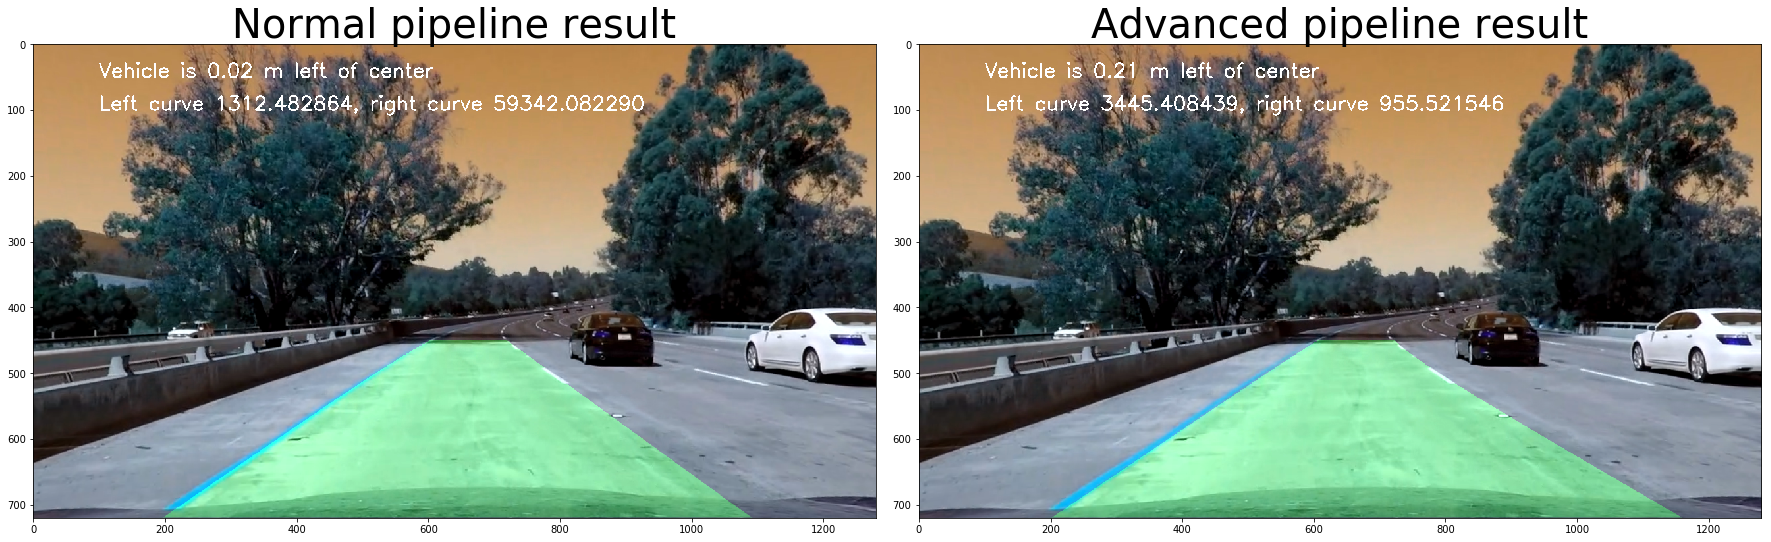 Normal pipeline result
Vehicle is 0.02 m left of center
Left curve 1312.482864, right curve 59342.082290
0
100
200
300
400
500
600
700
0 200 400 600 800 1000 1200
Advanced pipeline result
Vehicle is 0.21 m left of center
Left curve 3445.408439, right curve 955.521546
0
100
200
300
400
500
600
700
0 200 400 600 800 1000 1200